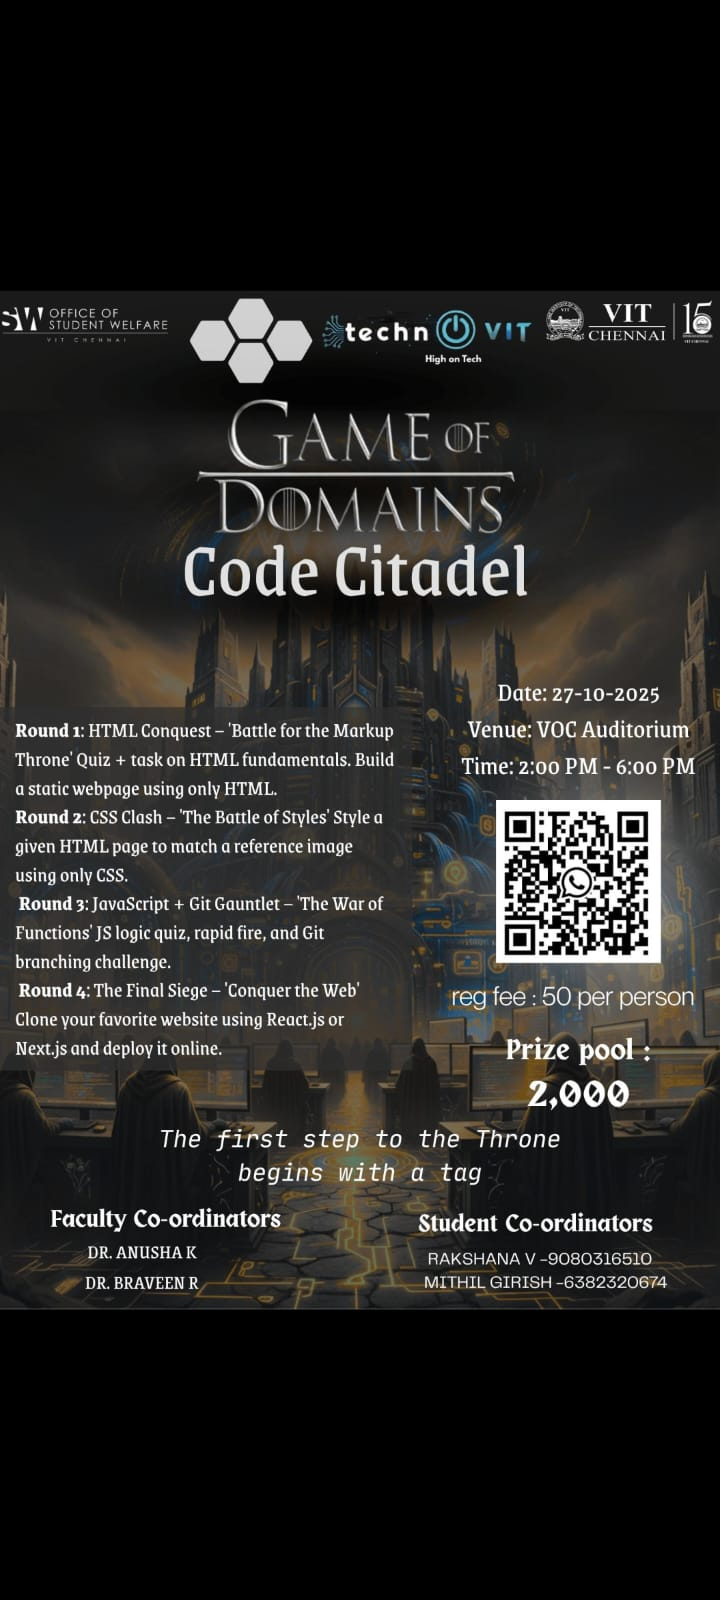 SW OFFICE OF
STUDENT WELFARE
VIT CHENNAI
techn VIT
High on Tech
VIT
VIT
CHENNAI
15
GAME OF
DOMAINS
Code Citadel
Date: 27-10-2025
Venue: VOC Auditorium
Time: 2:00 PM - 6:00 PM
Round 1: HTML Conquest – 'Battle for the Markup
Throne' Quiz + task on HTML fundamentals. Build
a static webpage using only HTML.
Round 2: CSS Clash – 'The Battle of Styles' Style a
given HTML page to match a reference image
using only CSS.
Round 3: JavaScript + Git Gauntlet – 'The War of
Functions' JS logic quiz, rapid fire, and Git
branching challenge.
Round 4: The Final Siege – 'Conquer the Web'
Clone your favorite website using React.js or
Next.js and deploy it online.
reg fee : 50 per person
Prize pool :
2,000
The first step to the Throne
begins with a tag
Faculty Co-ordinators
DR. ANUSHA K
DR. BRAVEEN R
Student Co-ordinators
RAKSHANA V -9080316510
MITHIL GIRISH -6382320674